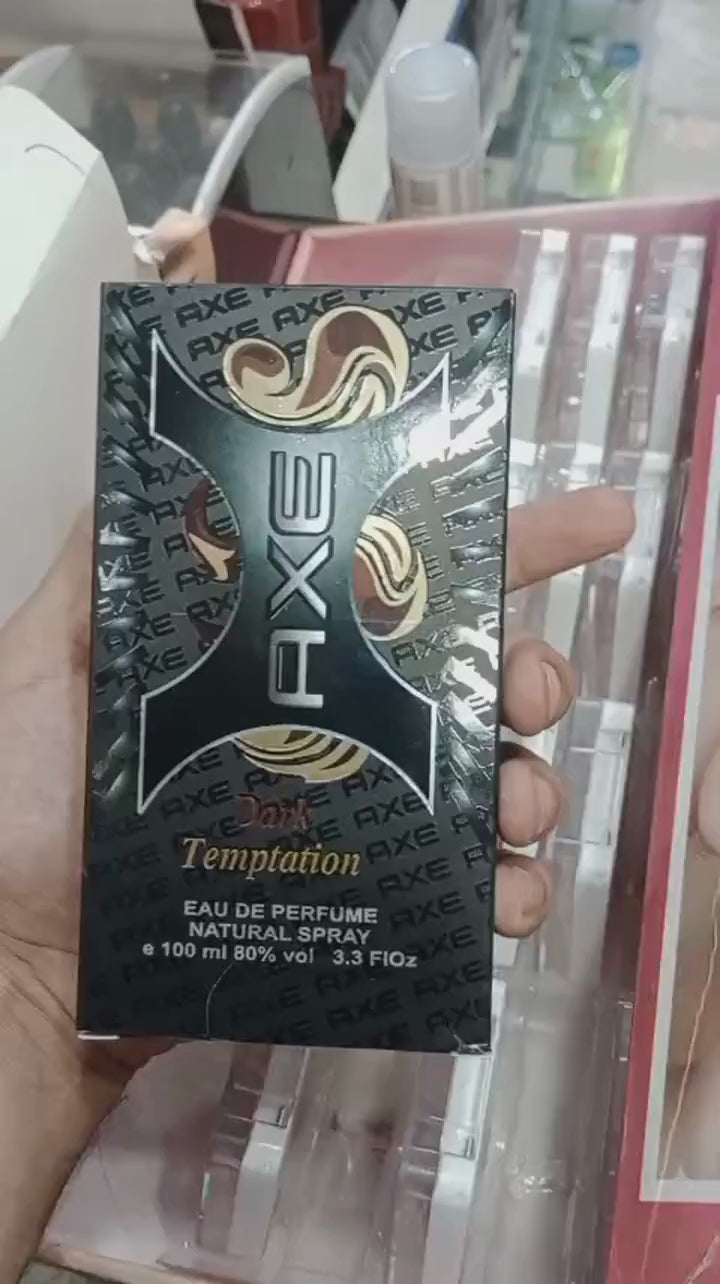 AXE
Dark
Temptation
EAU DE PERFUME
NATURAL SPRAY
e 100 ml 80% vol 3.3 FlOz